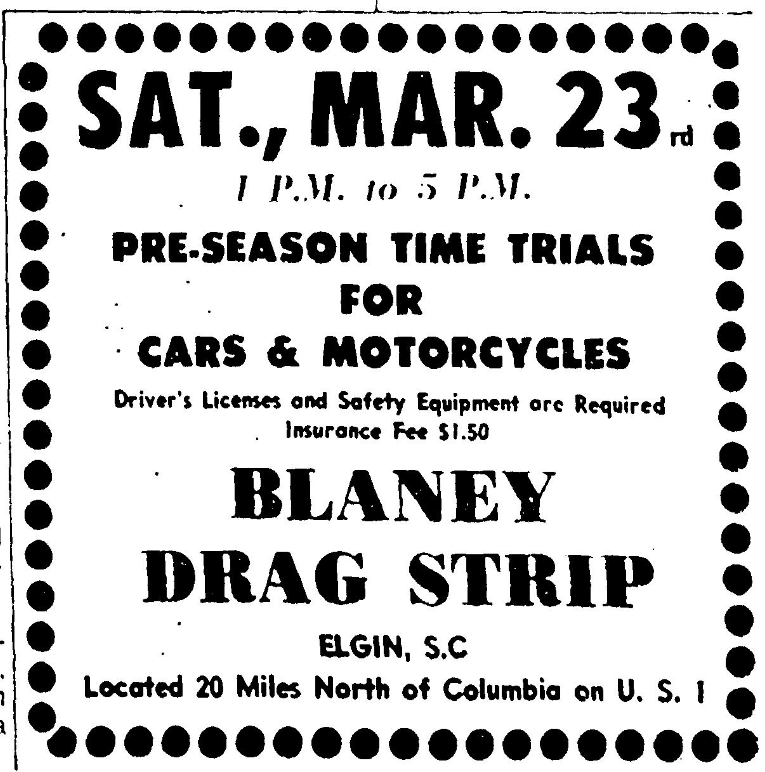 SAT., MAR. 23rd
1 P.M. to 5 P.M.
PRE-SEASON TIME TRIALS
FOR
CARS & MOTORCYCLES
Driver's Licenses and Safety Equipment are Required
Insurance Fee $1.50
BLANEY
DRAG STRIP
ELGIN, S.C
Located 20 Miles North of Columbia on U. S. 1